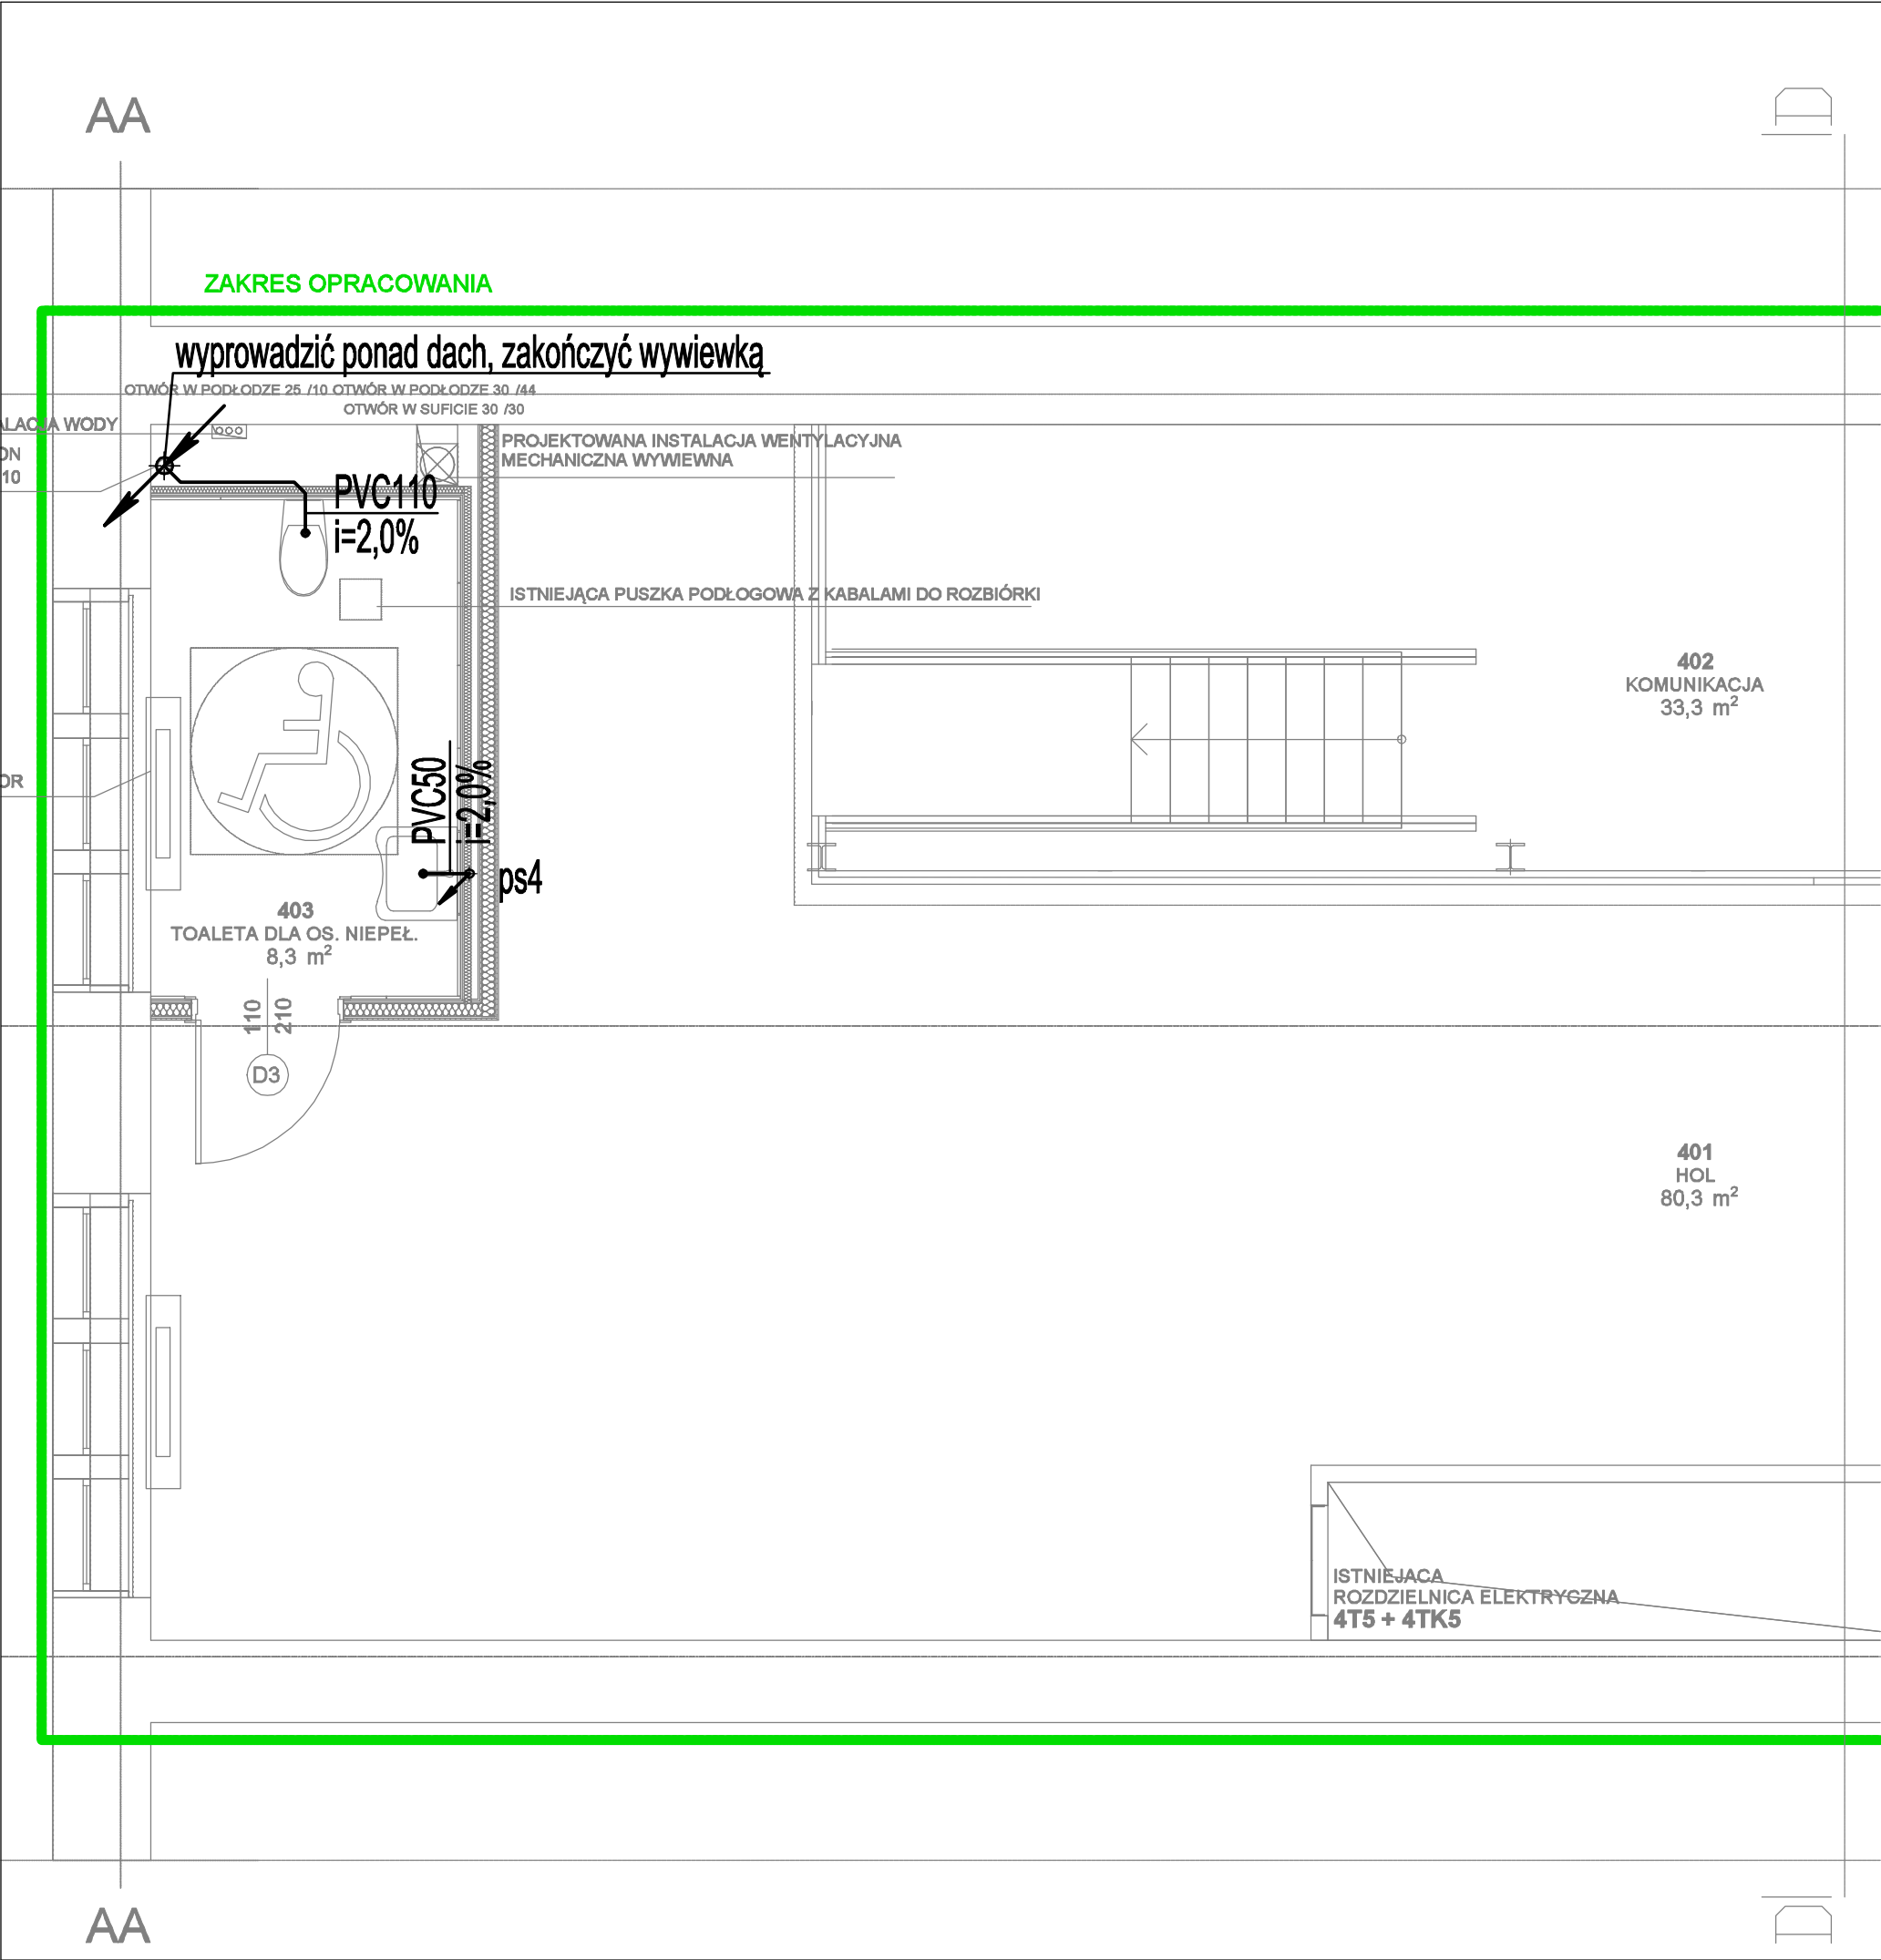 AA
ZAKRES OPRACOWANIA
wyprowadzić ponad dach, zakończyć wywiewką
OTWÓR W PODŁODZE 25 /10 OTWÓR W PODŁODZE 30 /44
OTWÓR W SUFICIE 30 /30
WODY
10
PROJEKTOWANA INSTALACJA WENTYLACYJNA
MECHANICZNA WYWIEWNA
PVC110
i=2,0%
ISTNIEJĄCA PUSZKA PODŁOGOWA Z KABALAMI DO ROZBIÓRKI
402
KOMUNIKACJA
33,3 m²
OR
PVC50
i=2,0%
ps4
403
TOALETA DLA OS. NIEPEŁ.
8,3 m²
110
210
D3
401
HOL
80,3 m²
ISTNIEJACA
ROZDZIELNICA ELEKTRYCZNA
4T5 + 4TK5
AA